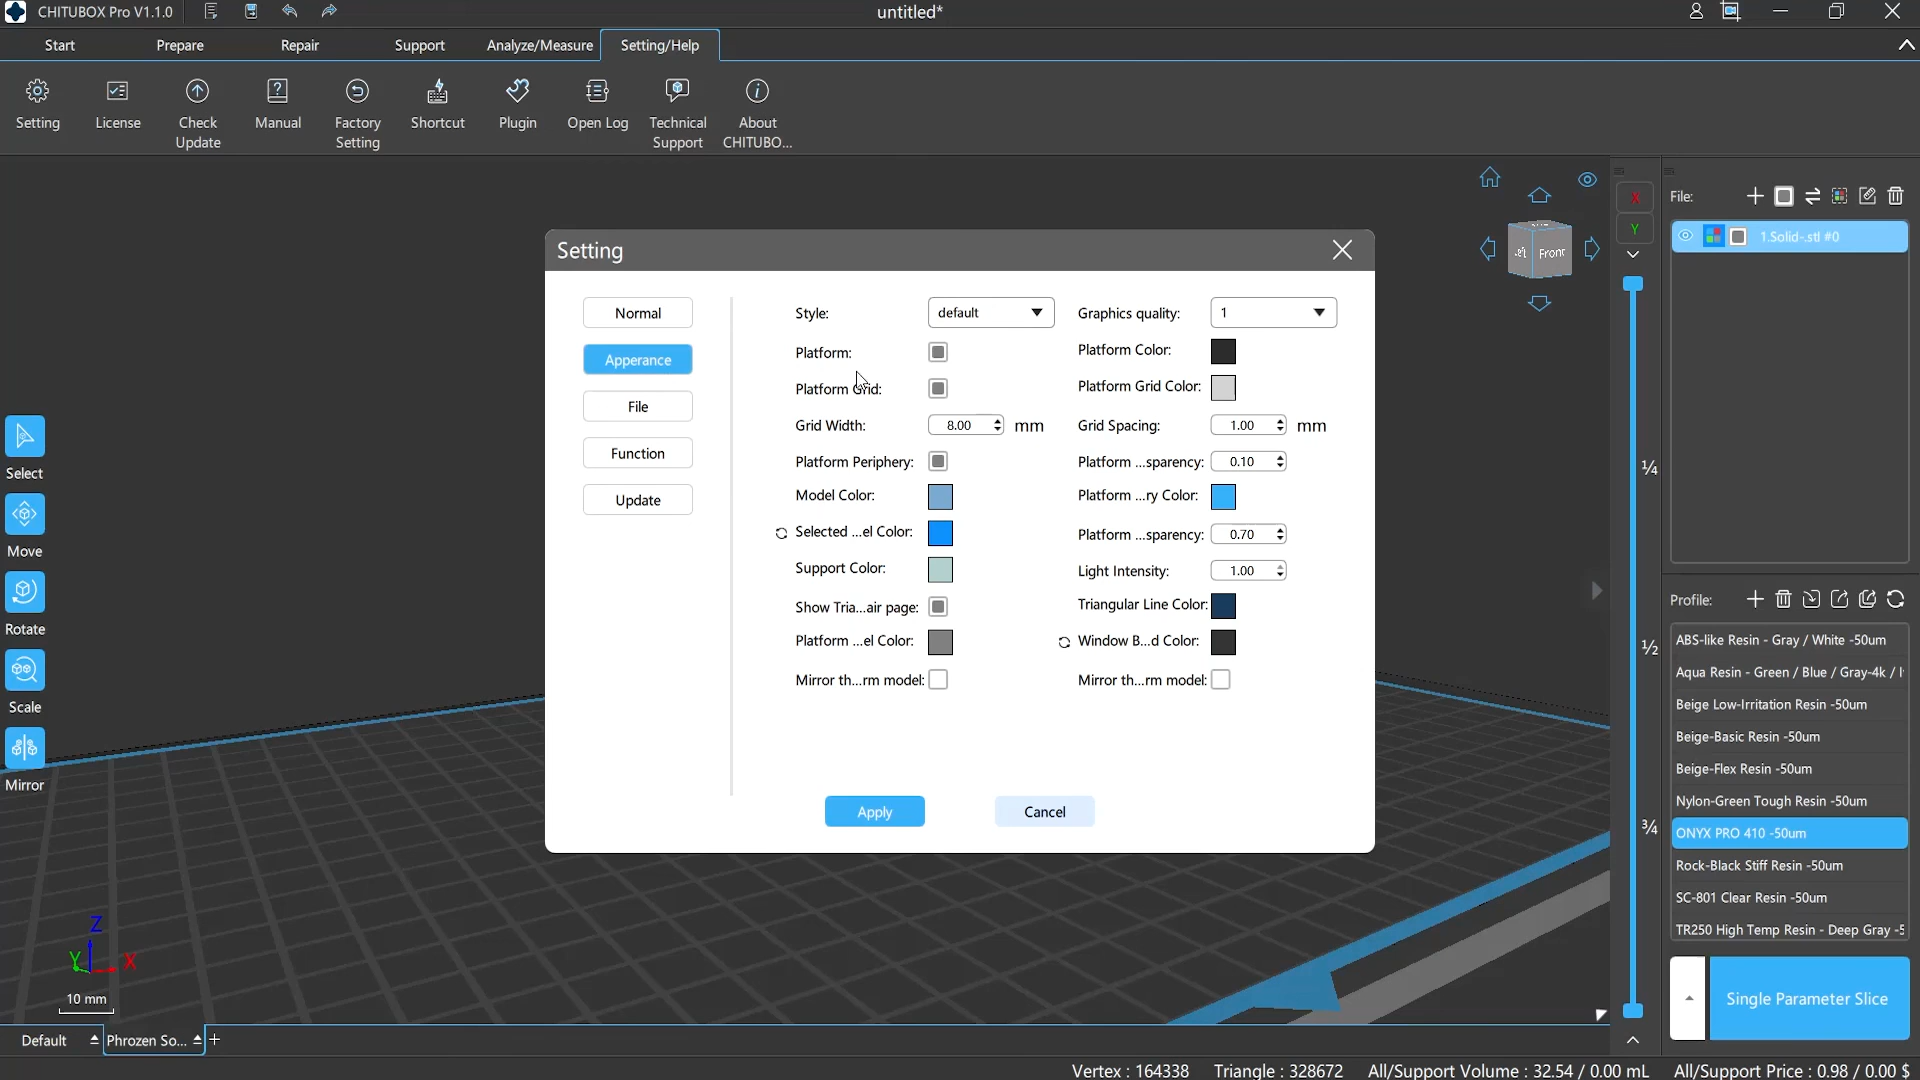 CHITUBOX Pro V1.1.0
untitled*
Start Prepare Repair Support Analyze/Measure Setting/Help
Setting License Check Update Manual Factory Setting Shortcut Plugin Open Log Technical Support About CHITUBO...
Front
X
Y
File:
1.Solid-.stl #0
Setting
Normal
Apperance
File
Function
Update
Style: default Graphics quality: 1
Platform: Platform Color:
Platform Grid: Platform Grid Color:
Grid Width: 8.00 mm Grid Spacing: 1.00 mm
Platform Periphery: Platform ...sparency: 0.10
Model Color: Platform ...ry Color:
Selected ...el Color: Platform ...sparency: 0.70
Support Color: Light Intensity: 1.00
Show Tria...air page: Triangular Line Color:
Platform ...el Color: Window B...d Color:
Mirror th...rm model: Mirror th...rm model:
Apply Cancel
Select
Move
Rotate
Scale
Mirror
¼
½
¾
Profile:
ABS-like Resin - Gray / White -50um
Aqua Resin - Green / Blue / Gray-4k /
Beige Low-Irritation Resin -50um
Beige-Basic Resin -50um
Beige-Flex Resin -50um
Nylon-Green Tough Resin -50um
ONYX PRO 410 -50um
Rock-Black Stiff Resin -50um
SC-801 Clear Resin -50um
TR250 High Temp Resin - Deep Gray -5
Single Parameter Slice
Z
Y X
10 mm
Default Phrozen So... +
Vertex : 164338 Triangle : 328672 All/Support Volume : 32.54 / 0.00 mL All/Support Price : 0.98 / 0.00 $